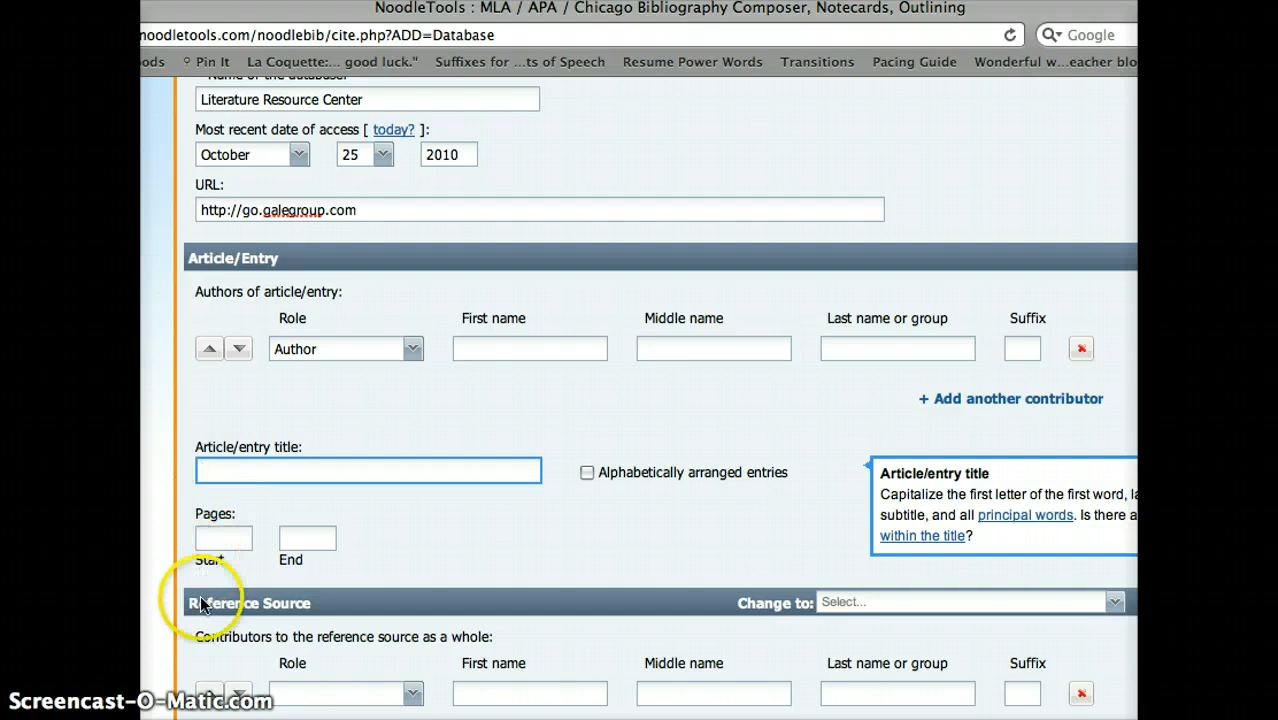 NoodleTools : MLA / APA / Chicago Bibliography Composer, Notecards, Outlining
noodletools.com/noodlebib/cite.php?ADD=Database
Google
ods Pin It La Coquette:... good luck." Suffixes for ...ts of Speech Resume Power Words Transitions Pacing Guide Wonderful w...eacher blo
Name of the database:
Literature Resource Center
Most recent date of access [ today? ]:
October 25 2010
URL:
http://go.galegroup.com
Article/Entry
Authors of article/entry:
Role First name Middle name Last name or group Suffix
Author
+ Add another contributor
Article/entry title:
Alphabetically arranged entries
Article/entry title
Capitalize the first letter of the first word, la
subtitle, and all principal words. Is there a
within the title?
Pages:
Start End
Reference Source Change to: Select...
Contributors to the reference source as a whole:
Role First name Middle name Last name or group Suffix
Screencast-O-Matic.com